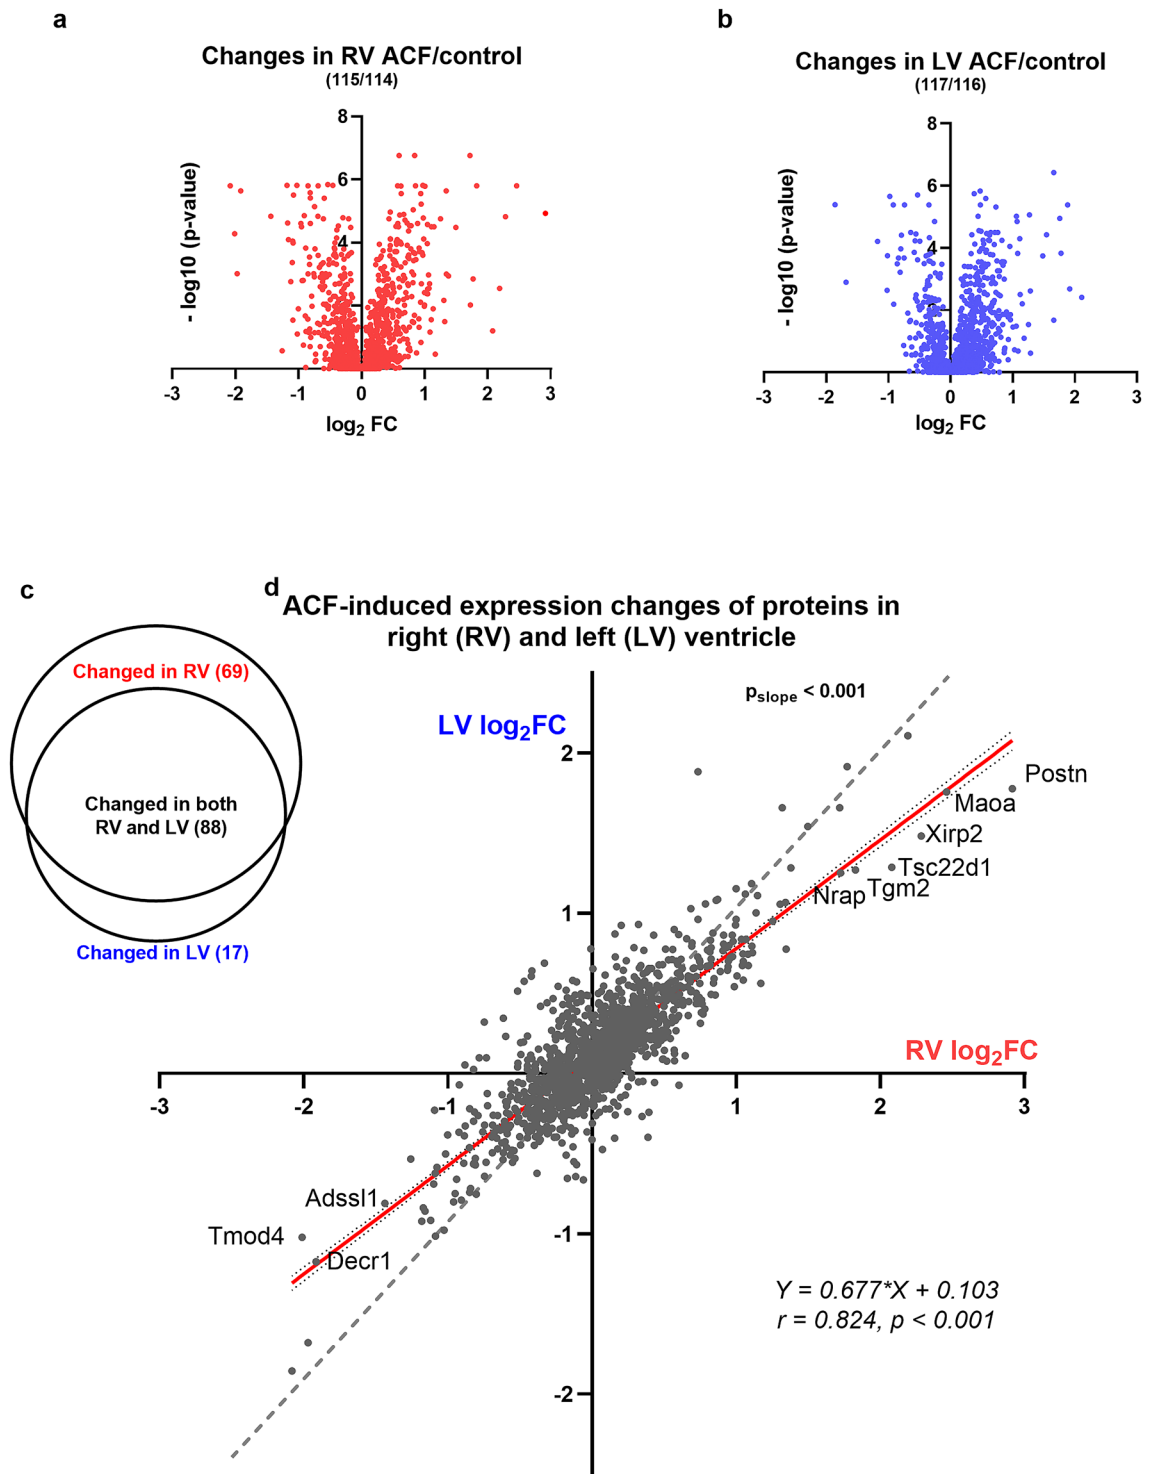 a
Changes in RV ACF/control
(115/114)
- log10 (p-value)
8
6
4
-3 -2 -1 0 1 2 3
log2 FC
b
Changes in LV ACF/control
(117/116)
- log10 (p-value)
8
6
4
2
-3 -2 -1 0 1 2 3
log2 FC
c
Changed in RV (69)
Changed in both
RV and LV (88)
Changed in LV (17)
d
ACF-induced expression changes of proteins in
right (RV) and left (LV) ventricle
pslope < 0.001
LV log2FC
2
Postn
Maoa
Xirp2
Tsc22d1
Nrap Tgm2
1
RV log2FC
-3 -2 -1 1 2 3
Adssl1
Tmod4
Decr1
-1
Y = 0.677*X + 0.103
r = 0.824, p < 0.001
-2